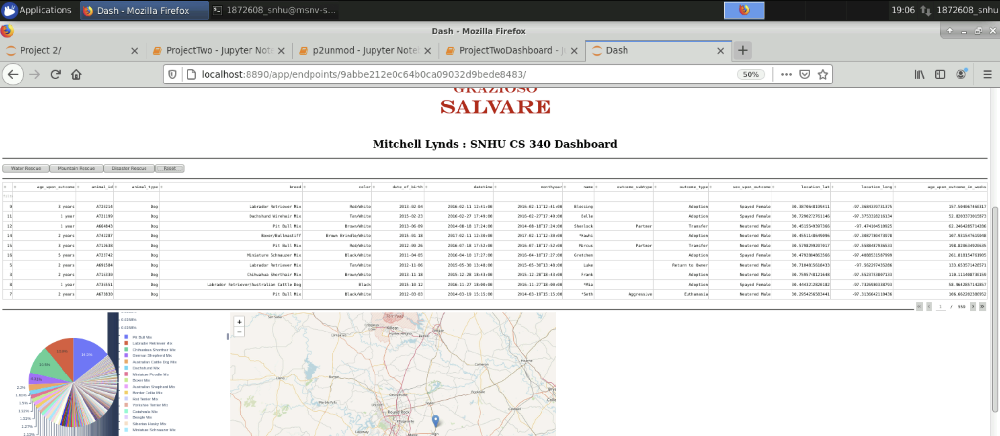 Applications Dash - Mozilla Firefox 1872608_snhu@msnv-s... 19:06 1872608_snhu
Dash - Mozilla Firefox
Project 2/ ProjectTwo - Jupyter Note p2unmod - Jupyter Note ProjectTwoDashboard - Dash
localhost:8890/app/endpoints/9abbe212e0c64b0ca09032d9bede8483/ 50%
GRAZIOSO
SALVARE
Mitchell Lynds : SNHU CS 340 Dashboard
Water Rescue Mountain Rescue Disaster Rescue Reset
age_upon_outcome animal_id animal_type breed color date_of_birth datetime monthyear name outcome_subtype outcome_type sex_upon_outcome location_lat location_long age_upon_outcome_in_weeks
9 3 years A720214 Dog Labrador Retriever Mix Red/White 2013-02-04 2016-02-11 12:41:00 2016-02-11T12:41:00 Blessing Adoption Spayed Female 30.3870648199411 -97.3684339731375 157.504067460317
11 1 year A721199 Dog Dachshund Wirehair Mix Tan/White 2015-02-23 2016-02-27 17:49:00 2016-02-27T17:49:00 Belle Adoption Neutered Male 30.7290272761146 -97.3753328216134 52.8203373015873
12 1 year A664843 Dog Pit Bull Mix Brown/White 2013-06-09 2014-08-18 17:24:00 2014-08-18T17:24:00 Sherlock Partner Transfer Neutered Male 30.4515549397366 -97.474104510925 62.2464285714286
14 2 years A742287 Dog Boxer/Bullmastiff Brown Brindle/White 2015-01-18 2017-02-11 12:30:00 2017-02-11T12:30:00 *Kawhi Adoption Neutered Male 30.4551148649096 -97.3087780473978 107.931547619048
15 3 years A712638 Dog Pit Bull Mix Red/White 2012-09-26 2016-07-18 17:52:00 2016-07-18T17:52:00 Marcus Partner Transfer Neutered Male 30.5798299207017 -97.5588487936533 198.820634920635
16 5 years A723742 Dog Miniature Schnauzer Mix Black/White 2011-04-05 2016-04-10 17:27:00 2016-04-10T17:27:00 Gretchen Adoption Spayed Female 30.4792884863566 -97.4088531587999 261.818154761905
5 2 years A691584 Dog Labrador Retriever Mix Tan/White 2012-11-06 2015-05-30 13:48:00 2015-05-30T13:48:00 Luke Return to Owner Neutered Male 30.7104815618433 -97.562297435286 133.653571428571
3 2 years A716330 Dog Chihuahua Shorthair Mix Brown/White 2013-11-18 2015-12-28 18:43:00 2015-12-28T18:43:00 Frank Adoption Neutered Male 30.7595748121648 -97.5523753807133 110.111408730159
8 1 year A736551 Dog Labrador Retriever/Australian Cattle Dog Black 2015-10-12 2016-11-27 18:00:00 2016-11-27T18:00:00 *Mia Adoption Spayed Female 30.4443212820182 -97.7326980338793 58.9642857142857
7 2 years A673830 Dog Pit Bull Mix Black/White 2012-03-03 2014-03-19 15:15:00 2014-03-19T15:15:00 *Seth Aggressive Euthanasia Neutered Male 30.2954256583441 -97.3136642110436 106.662202380952
1 / 559
0.0358%
0.0358%
14.3%
10.9%
10.5%
4.31%
2.2%
1.61%
1.5%
1.32%
1.31%
1.27%
1.13%
Pit Bull Mix
Labrador Retriever Mix
Chihuahua Shorthair Mix
German Shepherd Mix
Australian Cattle Dog Mix
Dachshund Mix
Miniature Poodle Mix
Boxer Mix
Australian Shepherd Mix
Border Collie Mix
Rat Terrier Mix
Yorkshire Terrier Mix
Catahoula Mix
Beagle Mix
Siberian Husky Mix
Miniature Schnauzer Mix
+
−
San Saba
Fort Hood
Copperas Cove
Killeen
Harker Heights
Temple
Belton
Lampasas
Hearne
Cameron
Llano
Burnet
Rockdale
Georgetown
Marble Falls
Leander
Taylor
Caldwell
Round Rock
Pflugerville
Lakeway
Manor
Elgin